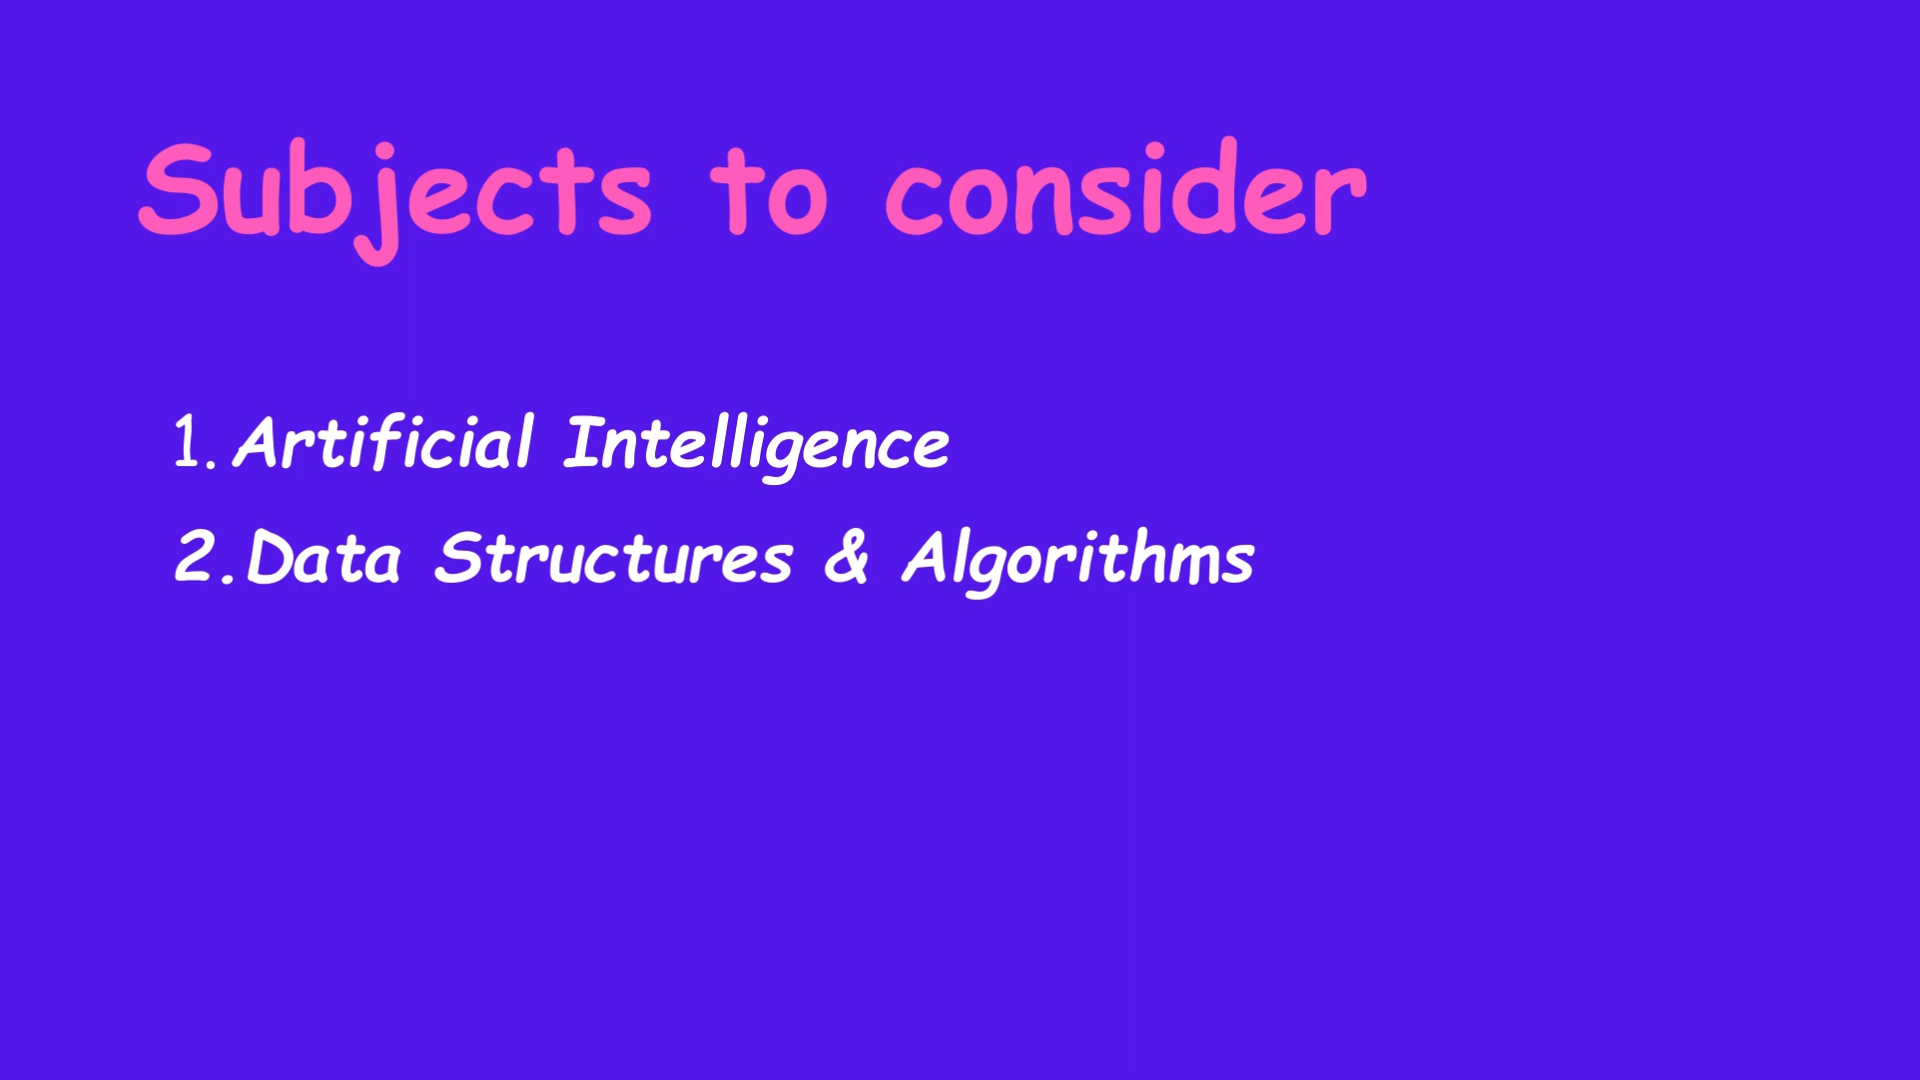 Subjects to consider
1. Artificial Intelligence
2. Data Structures & Algorithms